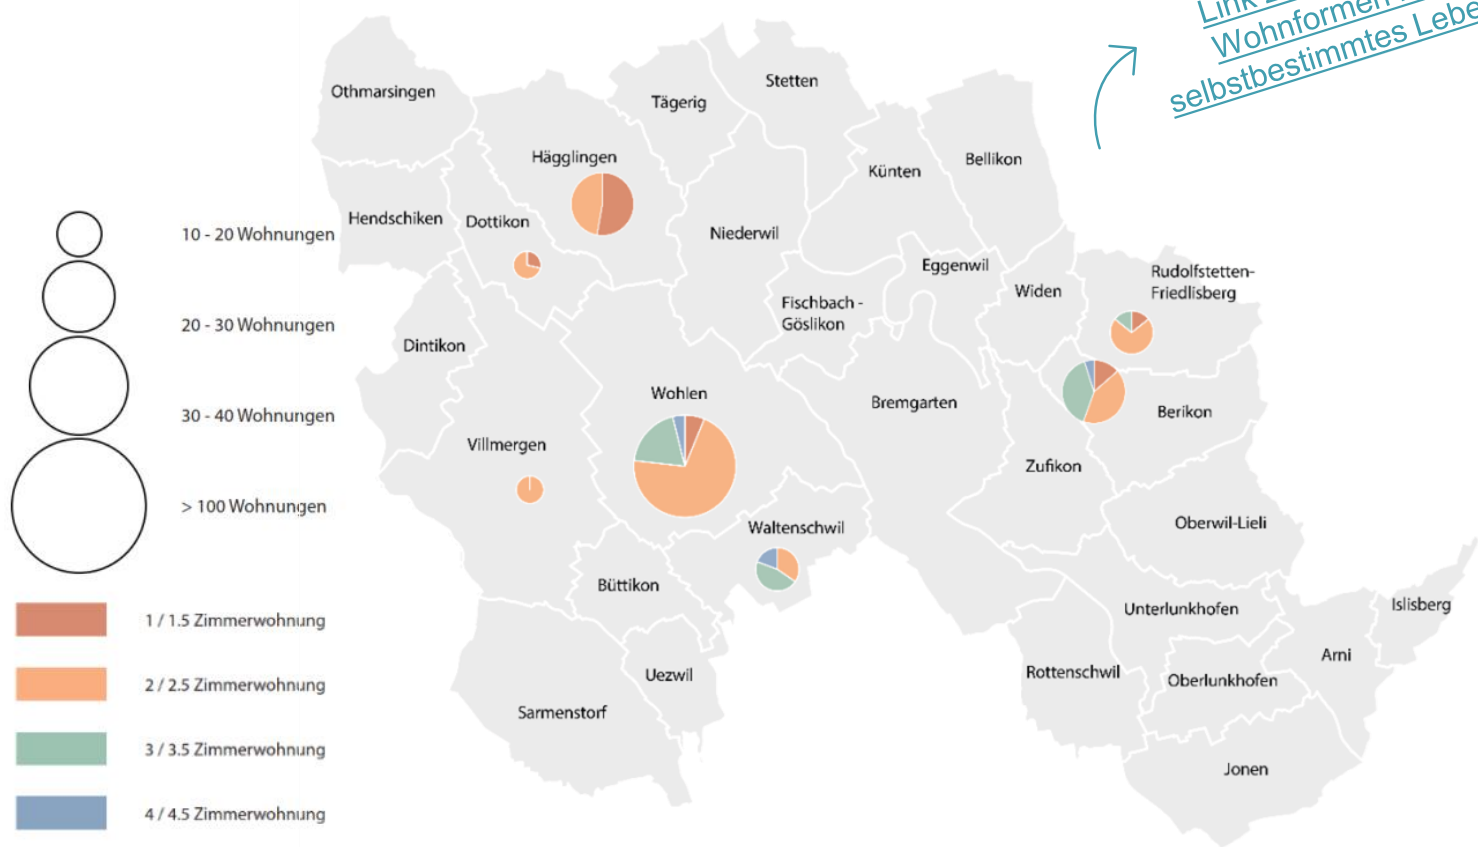 Wohnformen
selbstbestimmtes
Othmarsingen
Tägerig
Stetten
Hägglingen
Künten
Bellikon
Hendschiken
Dottikon
Niederwil
Eggenwil
Widen
Rudolfstetten-
Friedlisberg
Fischbach -
Göslikon
Dintikon
Wohlen
Bremgarten
Berikon
Villmergen
Zufikon
Waltenschwil
Oberwil-Lieli
Büttikon
Unterlunkhofen
Islisberg
Uezwil
Rottenschwil
Oberlunkhofen
Arni
Sarmenstorf
Jonen
10 - 20 Wohnungen
20 - 30 Wohnungen
30 - 40 Wohnungen
> 100 Wohnungen
1 / 1.5 Zimmerwohnung
2 / 2.5 Zimmerwohnung
3 / 3.5 Zimmerwohnung
4 / 4.5 Zimmerwohnung